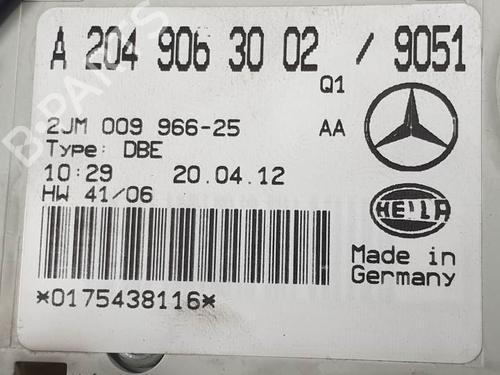 A 204 906 30 02 / 9051
Q1
2JM 009 966-25 AA
Type: DBE
10:29 20.04.12
HW 41/06
HELLA
Made in
Germany
*0175438116*
B-PARTS